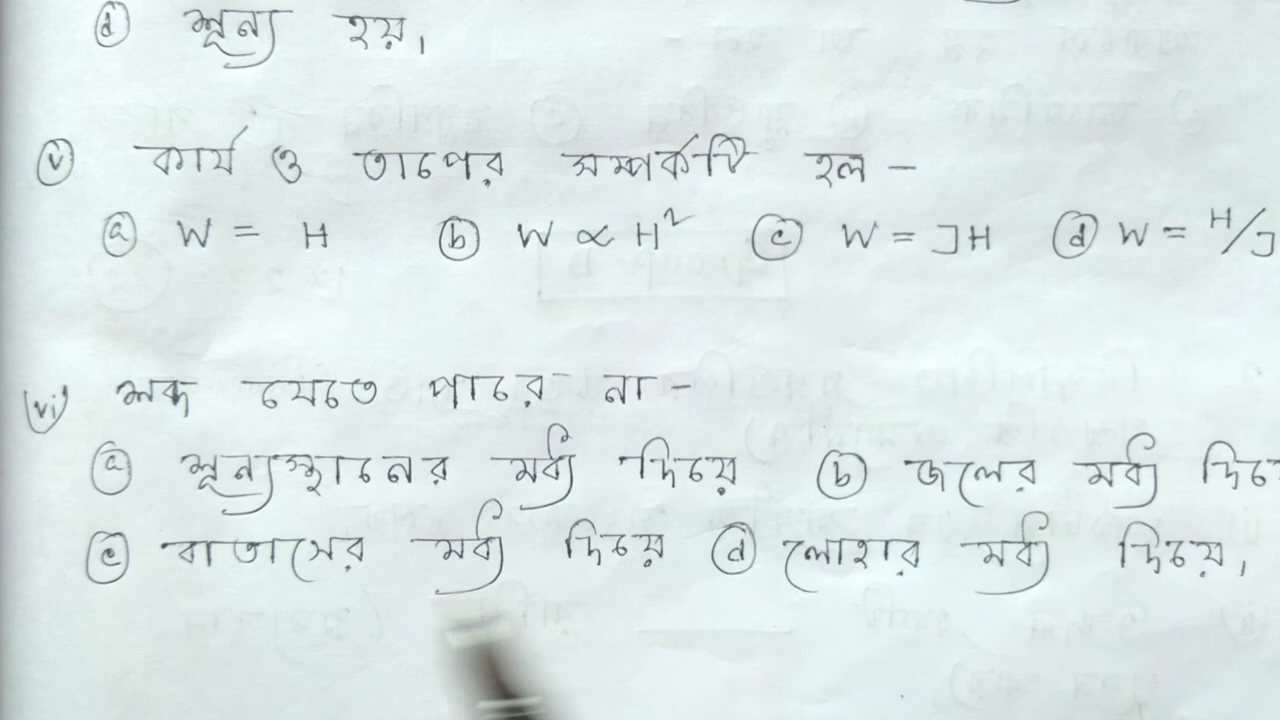 ⓓ শূন্য হয়।
ⓥ কার্য ও তাপের সম্পর্কটি হল -
ⓐ W = H ⓑ W ∝ H² ⓒ W = JH ⓓ W = H/J
(vi) শব্দ যেতে পারে না -
ⓐ শূন্যস্থানের মধ্য দিয়ে ⓑ জলের মধ্য দিয়ে
ⓒ বাতাসের মধ্য দিয়ে ⓓ লোহার মধ্য দিয়ে।